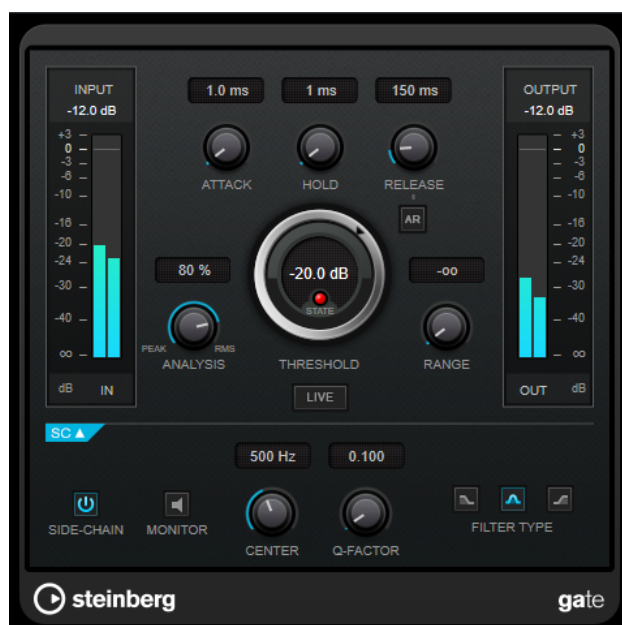 INPUT
-12.0 dB
+3
0
-3
-6
-10
-16
-20
-24
-30
-40
∞
dB IN
1.0 ms 1 ms 150 ms
ATTACK HOLD RELEASE
AR
80 %
PEAK RMS
ANALYSIS
-20.0 dB
STATE
THRESHOLD
LIVE
-∞
RANGE
OUTPUT
-12.0 dB
+3
0
-3
-6
-10
-16
-20
-24
-30
-40
∞
OUT dB
SC
500 Hz 0.100
SIDE-CHAIN MONITOR
CENTER Q-FACTOR
FILTER TYPE
steinberg gate